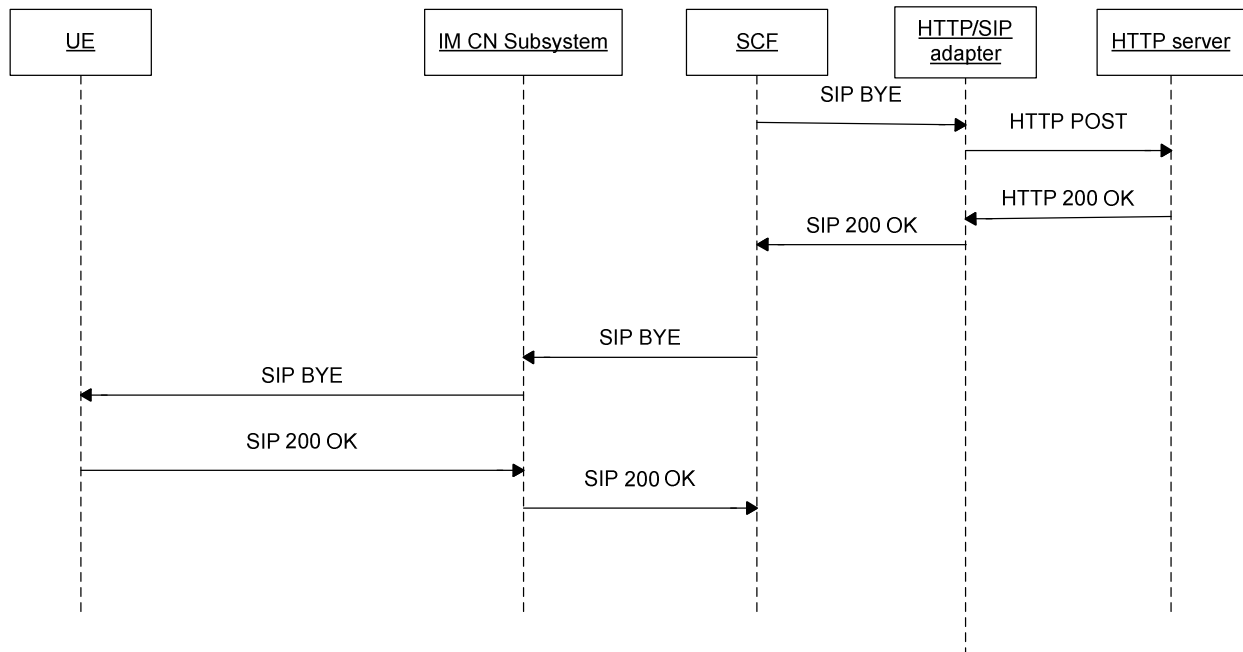 UE
IM CN Subsystem
SCF
HTTP/SIP
adapter
HTTP server
SIP BYE
HTTP POST
HTTP 200 OK
SIP 200 OK
SIP BYE
SIP BYE
SIP 200 OK
SIP 200 OK